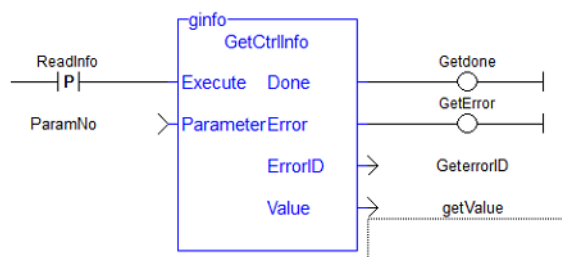 ginfo
GetCtrlInfo
ReadInfo
Getdone
P
Execute Done
GetError
ParamNo
Parameter Error
ErrorID
GeterrorID
Value
getValue